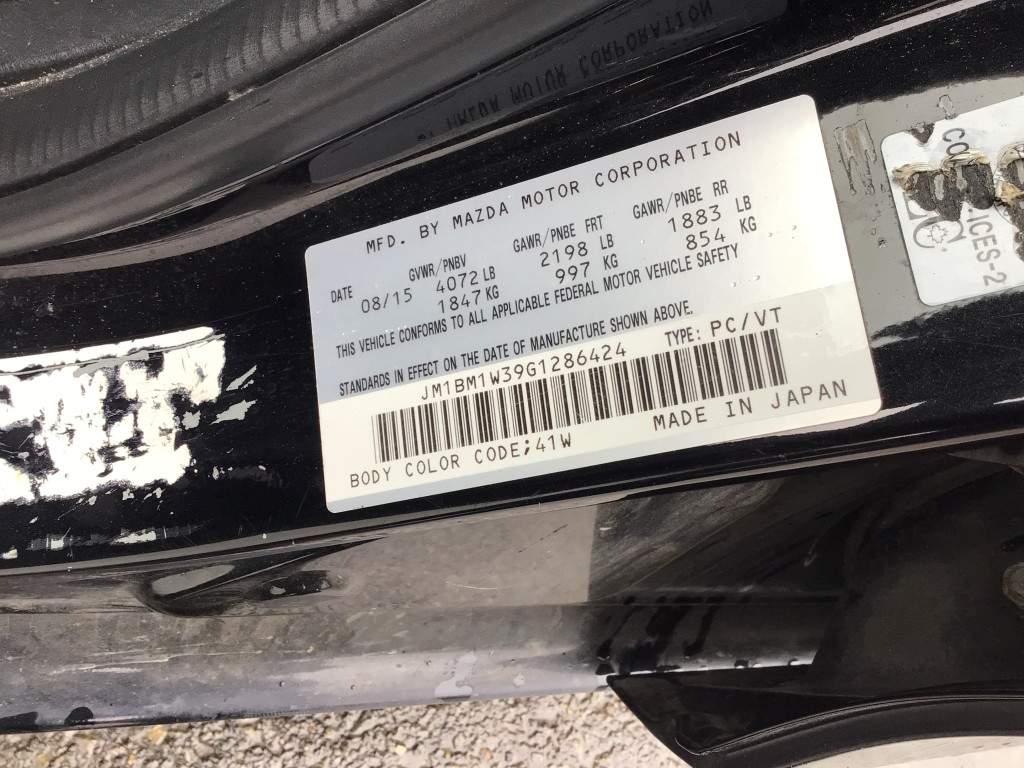 MFD. BY MAZDA MOTOR CORPORATION
DATE GVWR/PNBV GAWR/PNBE FRT GAWR/PNBE RR
08/15 4072 LB 2198 LB 1883 LB
1847 KG 997 KG 854 KG
THIS VEHICLE CONFORMS TO ALL APPLICABLE FEDERAL MOTOR VEHICLE SAFETY
STANDARDS IN EFFECT ON THE DATE OF MANUFACTURE SHOWN ABOVE.
JM1BM1W39G1286424 TYPE: PC/VT
BODY COLOR CODE;41W MADE IN JAPAN
MOTOR CORPORATION
ICES-2